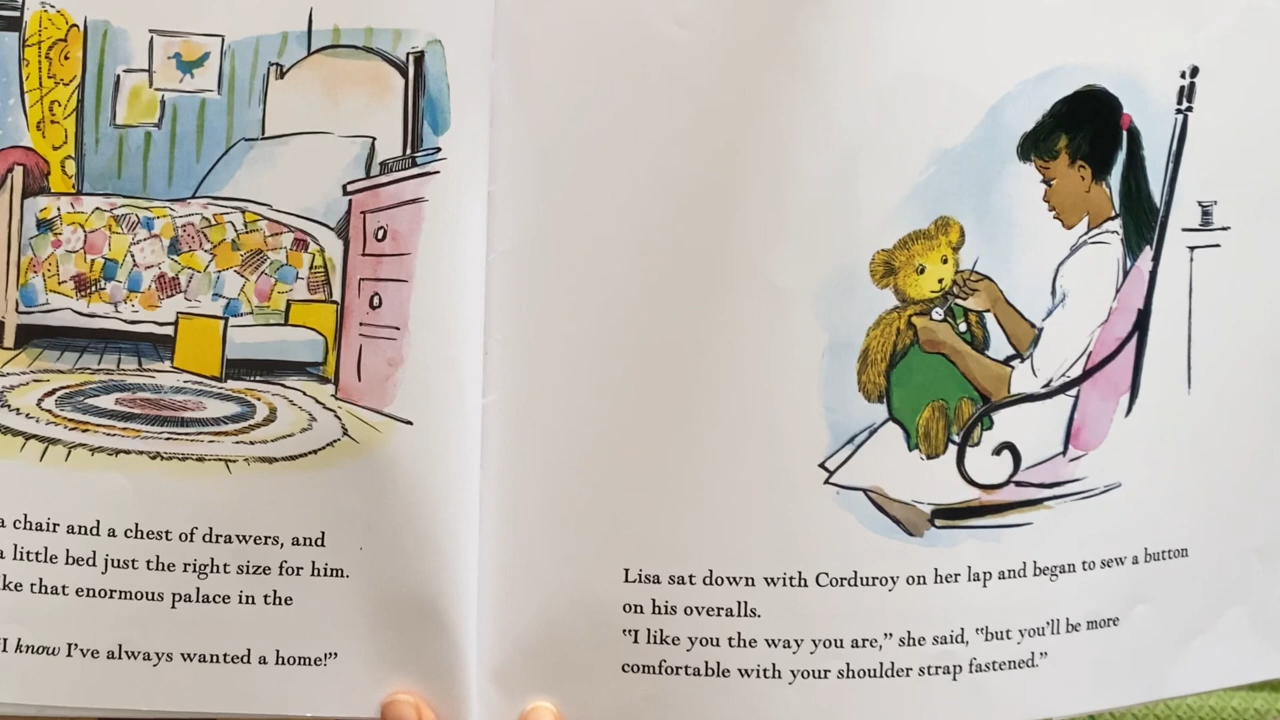 a chair and a chest of drawers, and
a little bed just the right size for him.
that enormous palace in the
"I know I've always wanted a home!"
Lisa sat down with Corduroy on her lap and began to sew a button
on his overalls.
"I like you the way you are," she said, "but you'll be more
comfortable with your shoulder strap fastened."